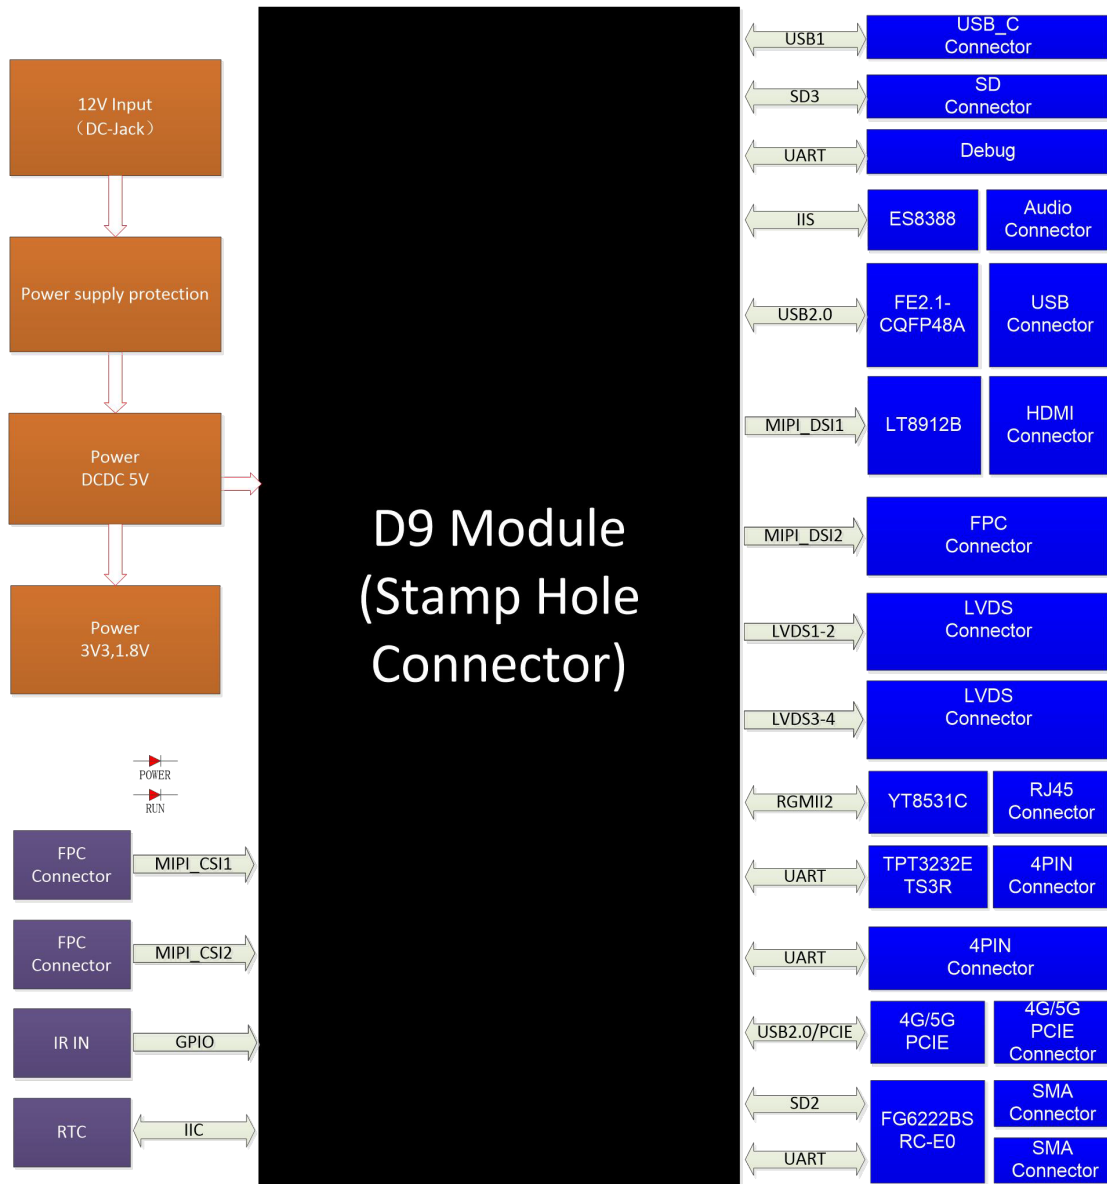 12V Input
（DC-Jack）
Power supply protection
Power
DCDC 5V
Power
3V3,1.8V
POWER
RUN
FPC
Connector
MIPI_CSI1
FPC
Connector
MIPI_CSI2
IR IN
GPIO
RTC
IIC
D9 Module
(Stamp Hole
Connector)
USB1
USB_C
Connector
SD3
SD
Connector
UART
Debug
IIS
ES8388
Audio
Connector
USB2.0
FE2.1-
CQFP48A
USB
Connector
MIPI_DSI1
LT8912B
HDMI
Connector
MIPI_DSI2
FPC
Connector
LVDS1-2
LVDS
Connector
LVDS3-4
LVDS
Connector
RGMII2
YT8531C
RJ45
Connector
UART
TPT3232E
TS3R
4PIN
Connector
UART
4PIN
Connector
USB2.0/PCIE
4G/5G
PCIE
4G/5G
PCIE
Connector
SD2
UART
FG6222BS
RC-E0
SMA
Connector
SMA
Connector